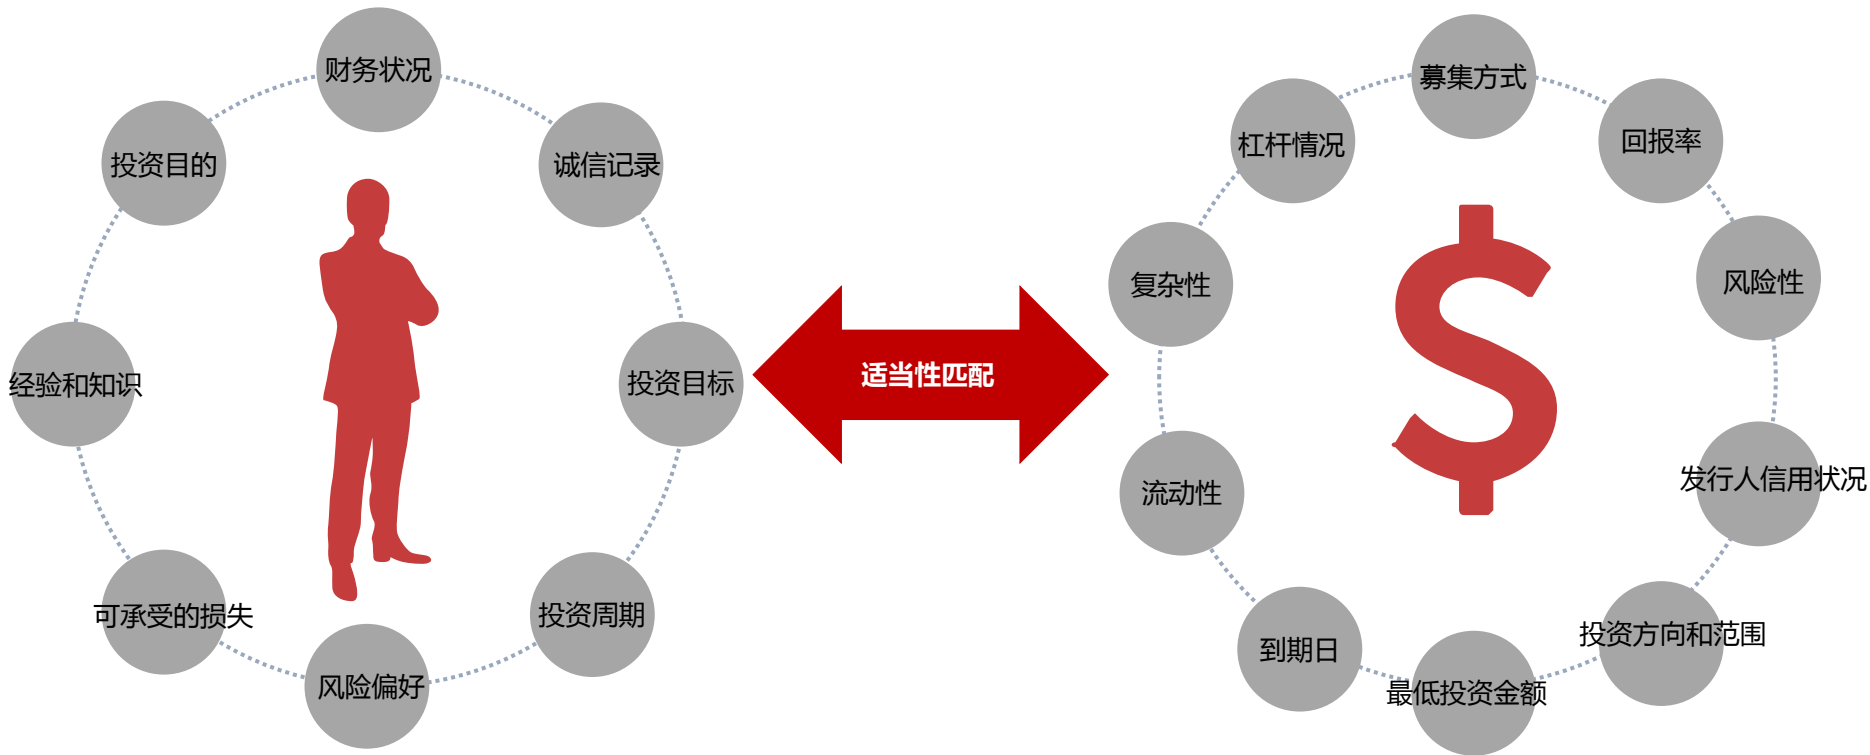 财务状况
诚信记录
投资目标
投资周期
风险偏好
可承受的损失
经验和知识
投资目的
适当性匹配
募集方式
回报率
风险性
发行人信用状况
投资方向和范围
最低投资金额
到期日
流动性
复杂性
杠杆情况